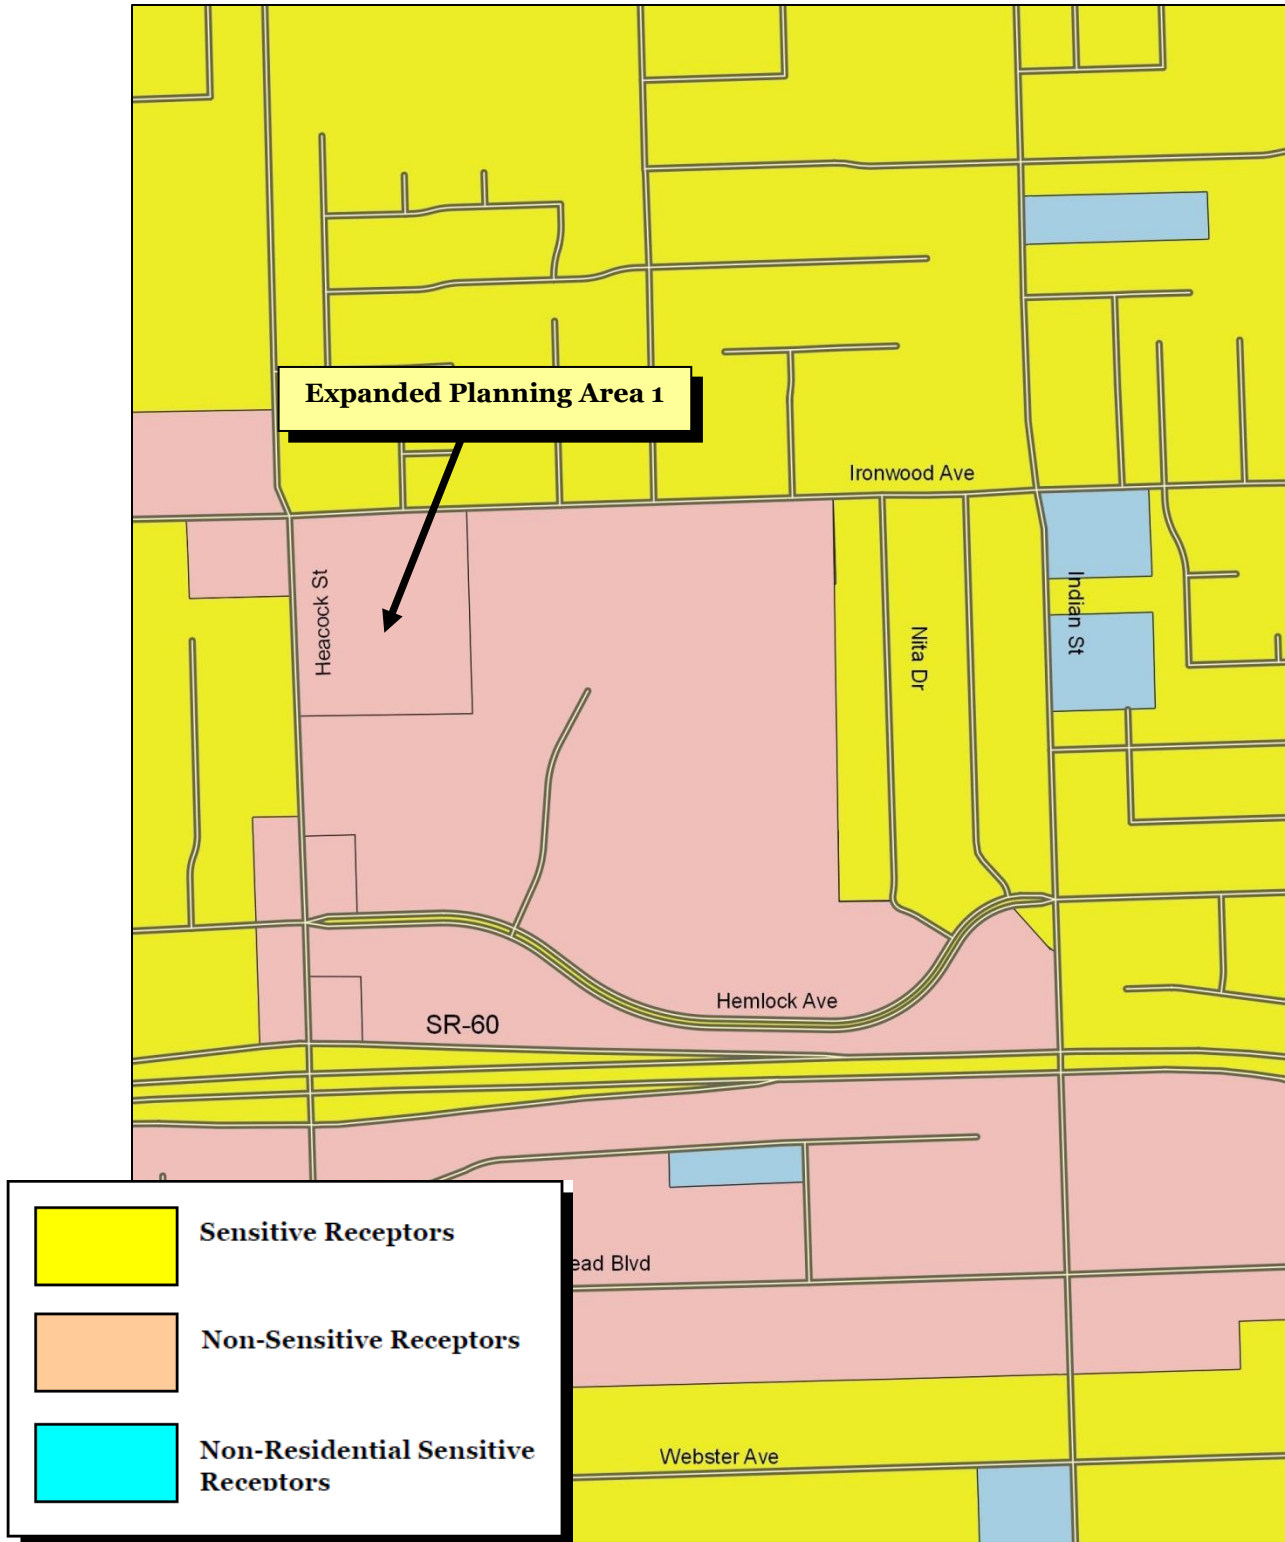 Expanded Planning Area 1
Ironwood Ave
Heacock St
Nita Dr
Indian St
Hemlock Ave
SR-60
ead Blvd
Webster Ave
Sensitive Receptors
Non-Sensitive Receptors
Non-Residential Sensitive
Receptors